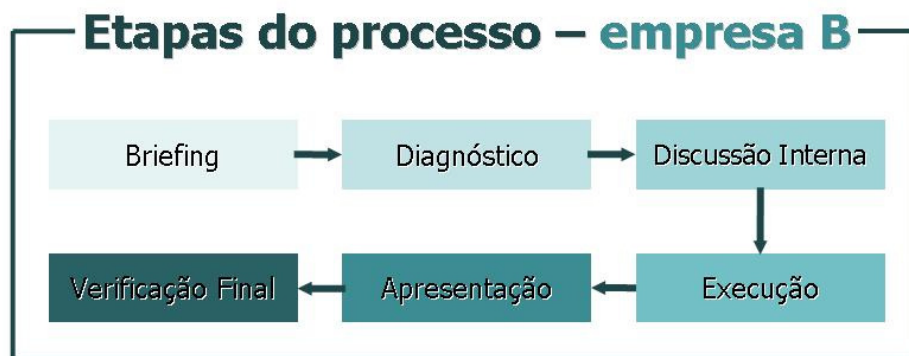 Etapas do processo – empresa B
Briefing
Diagnóstico
Discussão Interna
Verificação Final
Apresentação
Execução